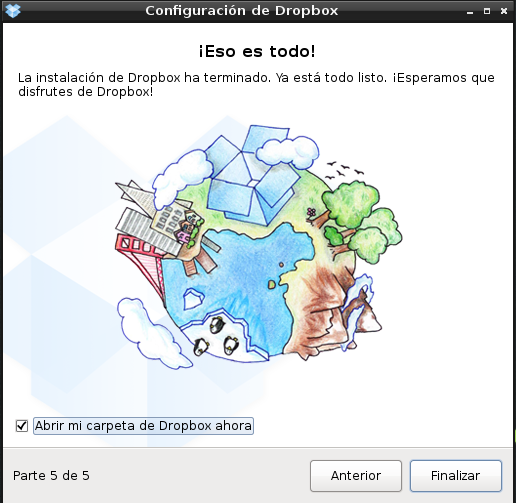 Configuración de Dropbox
¡Eso es todo!
La instalación de Dropbox ha terminado. Ya está todo listo. ¡Esperamos que
disfrutes de Dropbox!
Abrir mi carpeta de Dropbox ahora
Parte 5 de 5
Anterior
Finalizar